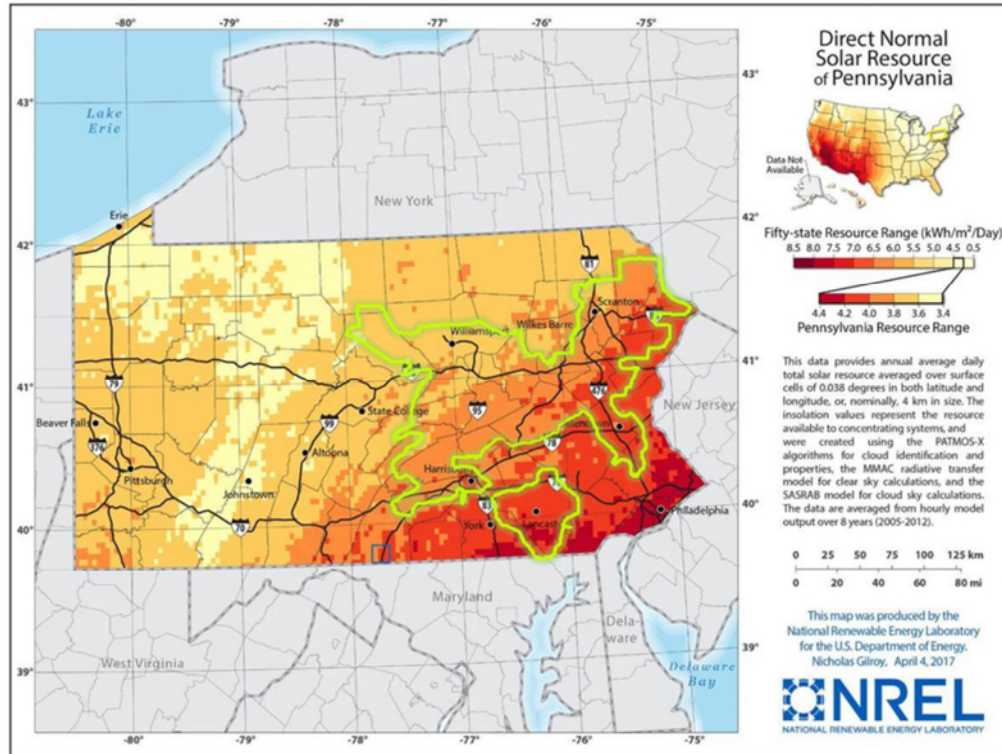 -80°
-79°
-78°
-77°
-76°
-75°
43°
42°
41°
40°
39°
43°
42°
41°
40°
39°
Lake
Erie
New York
Erie
81
Scranton
Williamsport
Wilkes Barre
79
Beaver Falls
376
Pittsburgh
State College
99
Altoona
Johnstown
95
476
New Jersey
78
Harrisburg
83
York
Lancaster
Philadelphia
70
Maryland
Dela-
ware
West Virginia
Delaware
Bay
-80°
-79°
-78°
-77°
-76°
-75°
Direct Normal
Solar Resource
of Pennsylvania
Data Not
Available
Fifty-state Resource Range (kWh/m²/Day)
8.5 8.0 7.5 7.0 6.5 6.0 5.5 5.0 4.5 0.5
4.4 4.2 4.0 3.8 3.6 3.4
Pennsylvania Resource Range
This data provides annual average daily
total solar resource averaged over surface
cells of 0.038 degrees in both latitude and
longitude, or, nominally, 4 km in size. The
insolation values represent the resource
available to concentrating systems, and
were created using the PATMOS-X
algorithms for cloud identification and
properties, the MMAC radiative transfer
model for clear sky calculations, and the
SASRAB model for cloud sky calculations.
The data are averaged from hourly model
output over 8 years (2005-2012).
0 25 50 75 100 125 km
0 20 40 60 80 mi
This map was produced by the
National Renewable Energy Laboratory
for the U.S. Department of Energy.
Nicholas Gilroy, April 4, 2017
NREL
NATIONAL RENEWABLE ENERGY LABORATORY